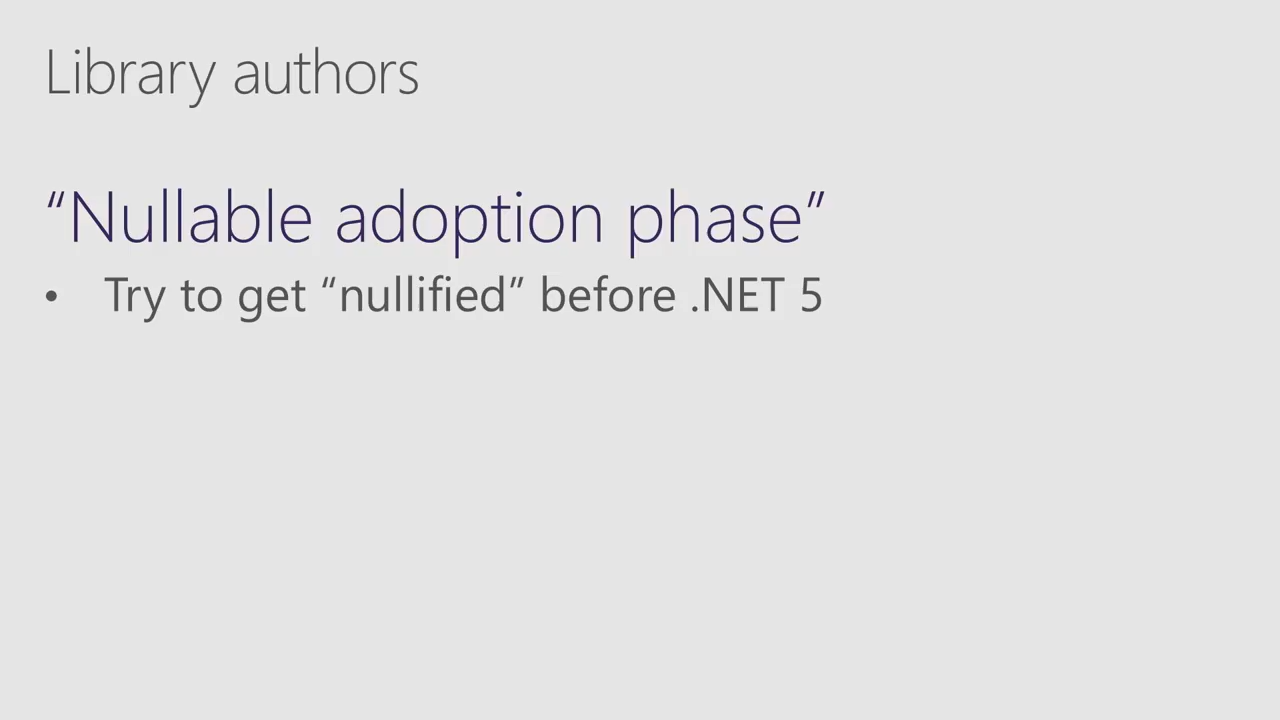 Library authors
“Nullable adoption phase”
• Try to get “nullified” before .NET 5